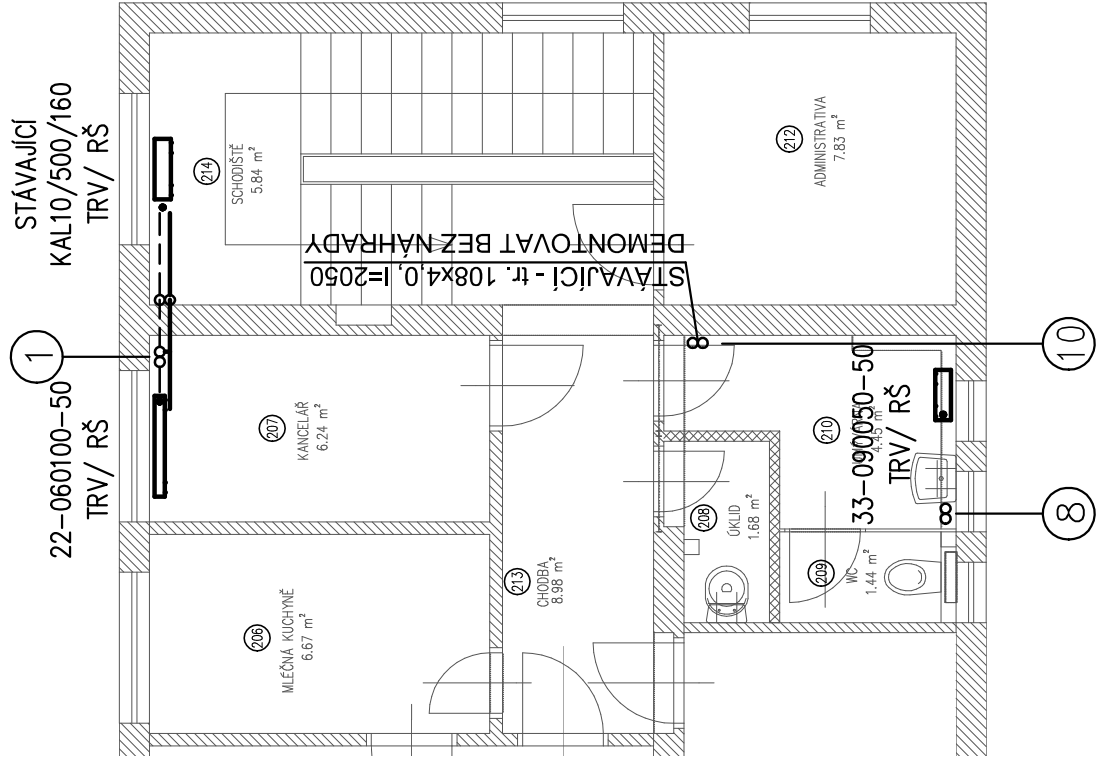 STÁVAJÍCÍ
KAL10/500/160
TRV/ RŠ
1
22-060100-50
TRV/ RŠ
214
SCHODIŠTĚ
5.84 m²
212
ADMINISTRATIVA
7.83 m²
STÁVAJÍCÍ - tr. 108x4,0, l=2050
DEMONTOVAT BEZ NÁHRADY
207
KANCELÁŘ
6.24 m²
10
210
4.45 m²
33-090050-50
TRV/ RŠ
208
ÚKLID
1.68 m²
8
209
WC
1.44 m²
213
CHODBA
8.98 m²
206
MLÉČNÁ KUCHYNĚ
6.67 m²